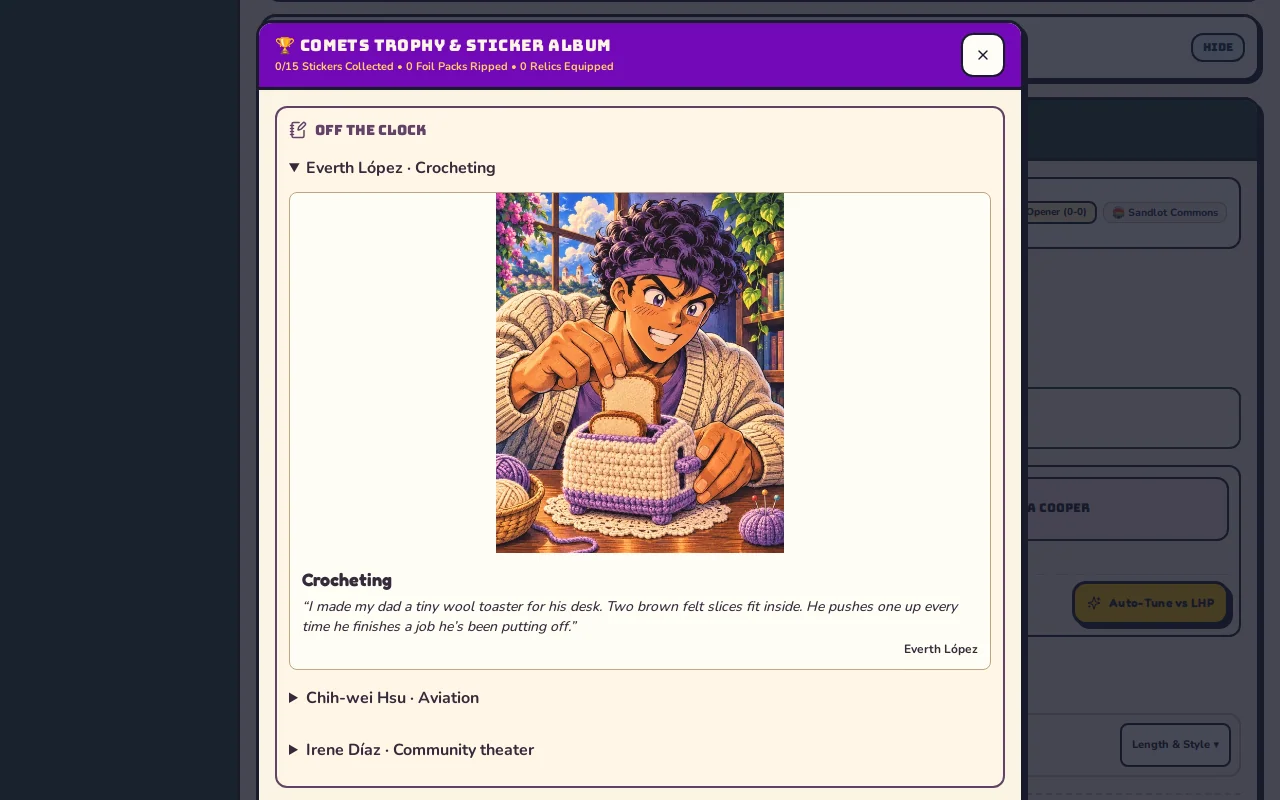 🏆 COMETS TROPHY & STICKER ALBUM
0/15 Stickers Collected • 0 Foil Packs Ripped • 0 Relics Equipped
×
HIDE
OFF THE CLOCK
▼ Everth López · Crocheting
Opener (0-0)
Sandlot Commons
Crocheting
“I made my dad a tiny wool toaster for his desk. Two brown felt slices fit inside. He pushes one up every
time he finishes a job he’s been putting off.”
Everth López
▶ Chih-wei Hsu · Aviation
▶ Irene Díaz · Community theater
A COOPER
Auto-Tune vs LHP
Length & Style ▾